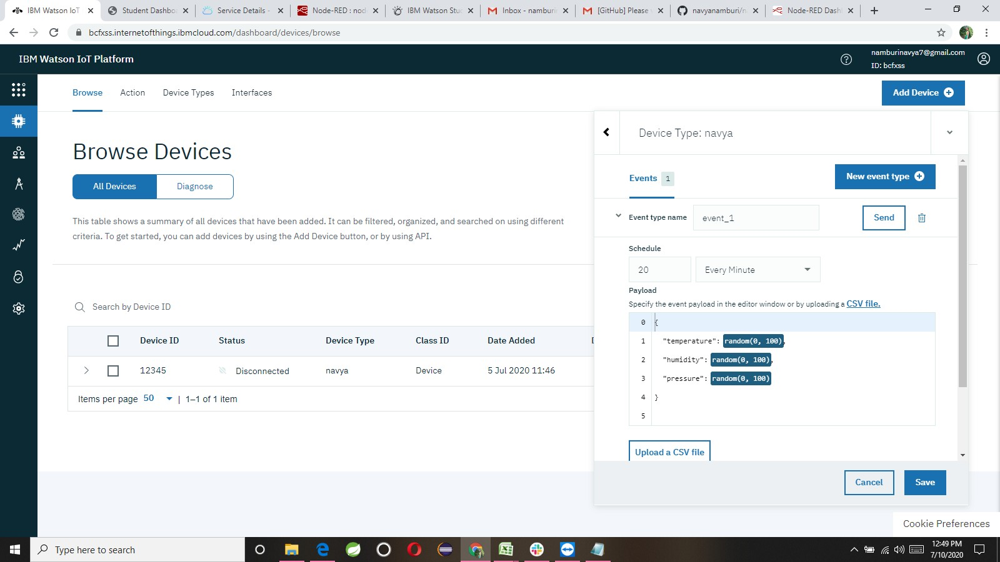 IBM Watson IoT
Student Dashbo
Service Details -
Node-RED : nod
IBM Watson Stud
Inbox - namburi
[GitHub] Please
navyanamburi/n
Node-RED Dash
bcfxss.internetofthings.ibmcloud.com/dashboard/devices/browse
IBM Watson IoT Platform
namburinavya7@gmail.com
ID: bcfxss
Browse
Action
Device Types
Interfaces
Add Device
Browse Devices
All Devices
Diagnose
This table shows a summary of all devices that have been added. It can be filtered, organized, and searched on using different
criteria. To get started, you can add devices by using the Add Device button, or by using API.
Search by Device ID
Device ID Status Device Type Class ID Date Added
12345 Disconnected navya Device 5 Jul 2020 11:46
Items per page 50 | 1–1 of 1 item
Device Type: navya
Events 1
New event type
Event type name event_1 Send
Schedule
20 Every Minute
Payload
Specify the event payload in the editor window or by uploading a CSV file.
0 {
1 "temperature": random(0, 100),
2 "humidity": random(0, 100),
3 "pressure": random(0, 100)
4 }
5
Upload a CSV file
Cancel
Save
Cookie Preferences
Type here to search
12:49 PM
7/10/2020